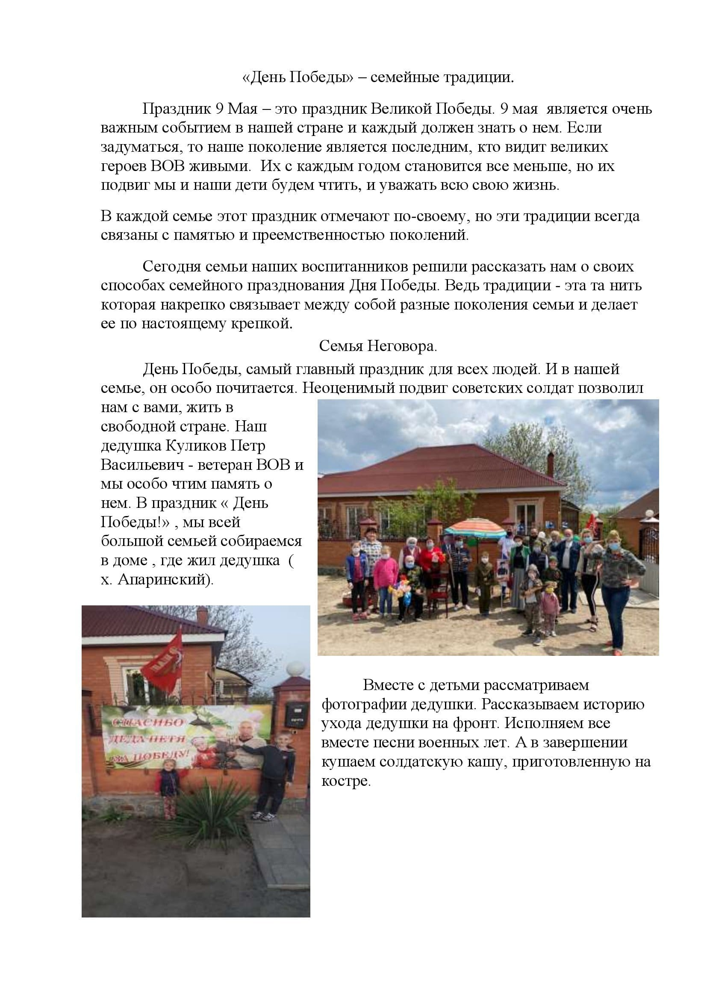 «День Победы» – семейные традиции.
Праздник 9 Мая – это праздник Великой Победы. 9 мая  является очень
важным событием в нашей стране и каждый должен знать о нем. Если
задуматься, то наше поколение является последним, кто видит великих
героев ВОВ живыми.  Их с каждым годом становится все меньше, но их
подвиг мы и наши дети будем чтить, и уважать всю свою жизнь.
В каждой семье этот праздник отмечают по-своему, но эти традиции всегда
связаны с памятью и преемственностью поколений.
Сегодня семьи наших воспитанников решили рассказать нам о своих
способах семейного празднования Дня Победы. Ведь традиции - эта та нить
которая накрепко связывает между собой разные поколения семьи и делает
ее по настоящему крепкой.
Семья Неговора.
День Победы, самый главный праздник для всех людей. И в нашей
семье, он особо почитается. Неоценимый подвиг советских солдат позволил
нам с вами, жить в
свободной стране. Наш
дедушка Куликов Петр
Васильевич - ветеран ВОВ и
мы особо чтим память о
нем. В праздник « День
Победы!» , мы всей
большой семьей собираемся
в доме , где жил дедушка  (
х. Апаринский).
СПАСИБО
ДЕДА ПЕТЯ
ЗА ПОБЕДУ!
Вместе с детьми рассматриваем
фотографии дедушки. Рассказываем историю
ухода дедушки на фронт. Исполняем все
вместе песни военных лет. А в завершении
кушаем солдатскую кашу, приготовленную на
костре.